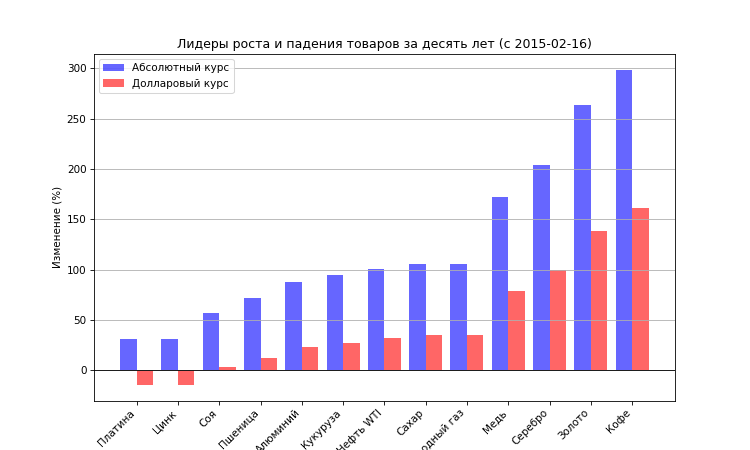 Лидеры роста и падения товаров за десять лет (с 2015-02-16)
Абсолютный курс
Долларовый курс
Изменение (%)
300
250
200
150
100
50
0
Платина
Цинк
Соя
Пшеница
Алюминий
Кукуруза
Нефть WTI
Сахар
одный газ
Медь
Серебро
Золото
Кофе